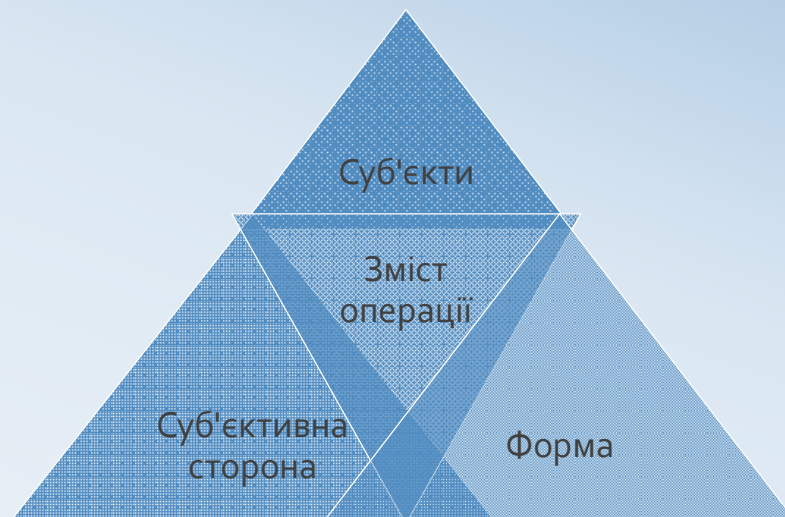 Суб'єкти
Зміст
операції
Суб'єктивна
сторона
Форма